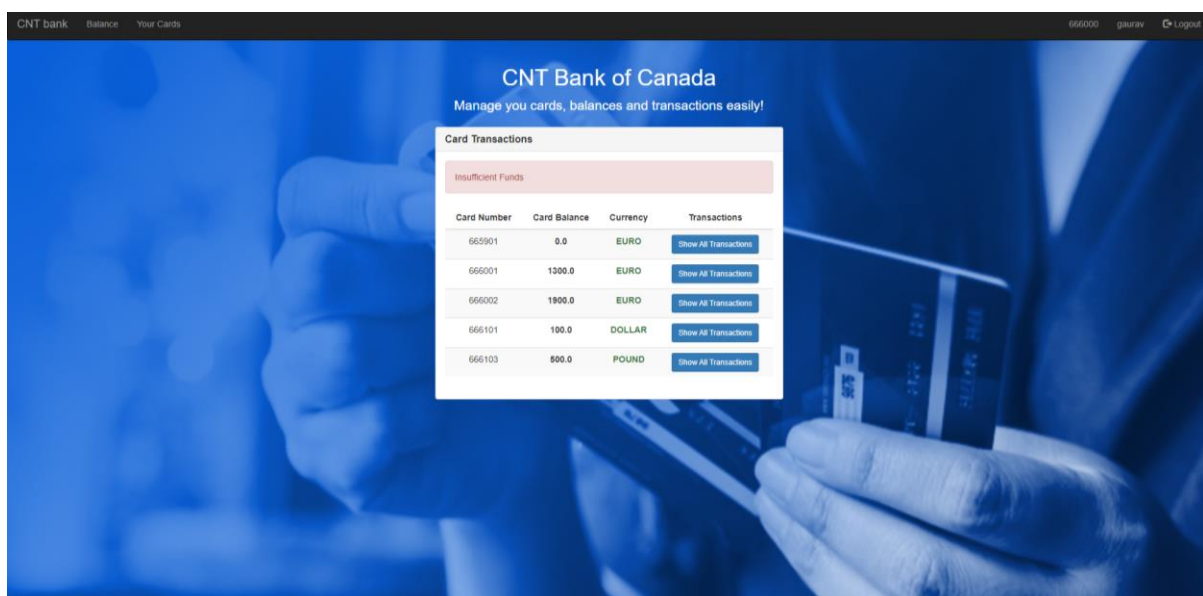 CNT bank Balance Your Cards 666000 gaurav Logout
CNT Bank of Canada
Manage you cards, balances and transactions easily!
Card Transactions
Insufficient Funds
Card Number Card Balance Currency Transactions
665901 0.0 EURO Show All Transactions
666001 1300.0 EURO Show All Transactions
666002 1900.0 EURO Show All Transactions
666101 100.0 DOLLAR Show All Transactions
666103 500.0 POUND Show All Transactions